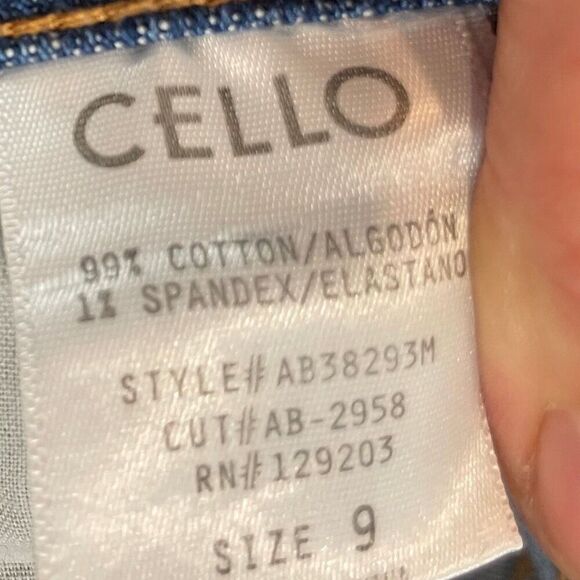 CELLO
99% COTTON/ALGODÓN
1% SPANDEX/ELASTANO
STYLE# AB38293M
CUT#AB-2958
RN# 129203
SIZE 9